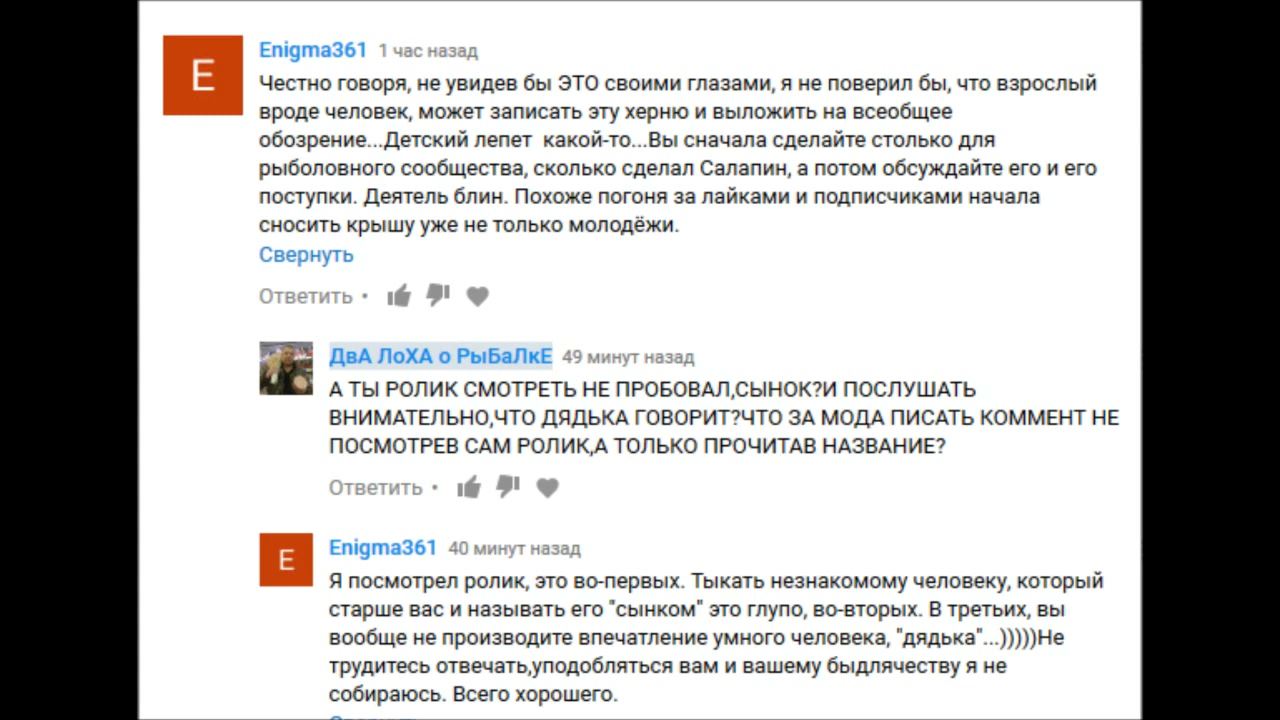 E
Enigma361 1 час назад
Честно говоря, не увидев бы ЭТО своими глазами, я не поверил бы, что взрослый
вроде человек, может записать эту херню и выложить на всеобщее
обозрение...Детский лепет какой-то...Вы сначала сделайте столько для
рыболовного сообщества, сколько сделал Салапин, а потом обсуждайте его и его
поступки. Деятель блин. Похоже погоня за лайками и подписчиками начала
сносить крышу уже не только молодёжи.
Свернуть
Ответить •
ДвА ЛоХА о РыБаЛкЕ 49 минут назад
А ТЫ РОЛИК СМОТРЕТЬ НЕ ПРОБОВАЛ,СЫНОК?И ПОСЛУШАТЬ
ВНИМАТЕЛЬНО,ЧТО ДЯДЬКА ГОВОРИТ?ЧТО ЗА МОДА ПИСАТЬ КОММЕНТ НЕ
ПОСМОТРЕВ САМ РОЛИК,А ТОЛЬКО ПРОЧИТАВ НАЗВАНИЕ?
Ответить •
E
Enigma361 40 минут назад
Я посмотрел ролик, это во-первых. Тыкать незнакомому человеку, который
старше вас и называть его "сынком" это глупо, во-вторых. В третьих, вы
вообще не производите впечатление умного человека, "дядька"...)))))Не
трудитесь отвечать,уподобляться вам и вашему быдлячеству я не
собираюсь. Всего хорошего.